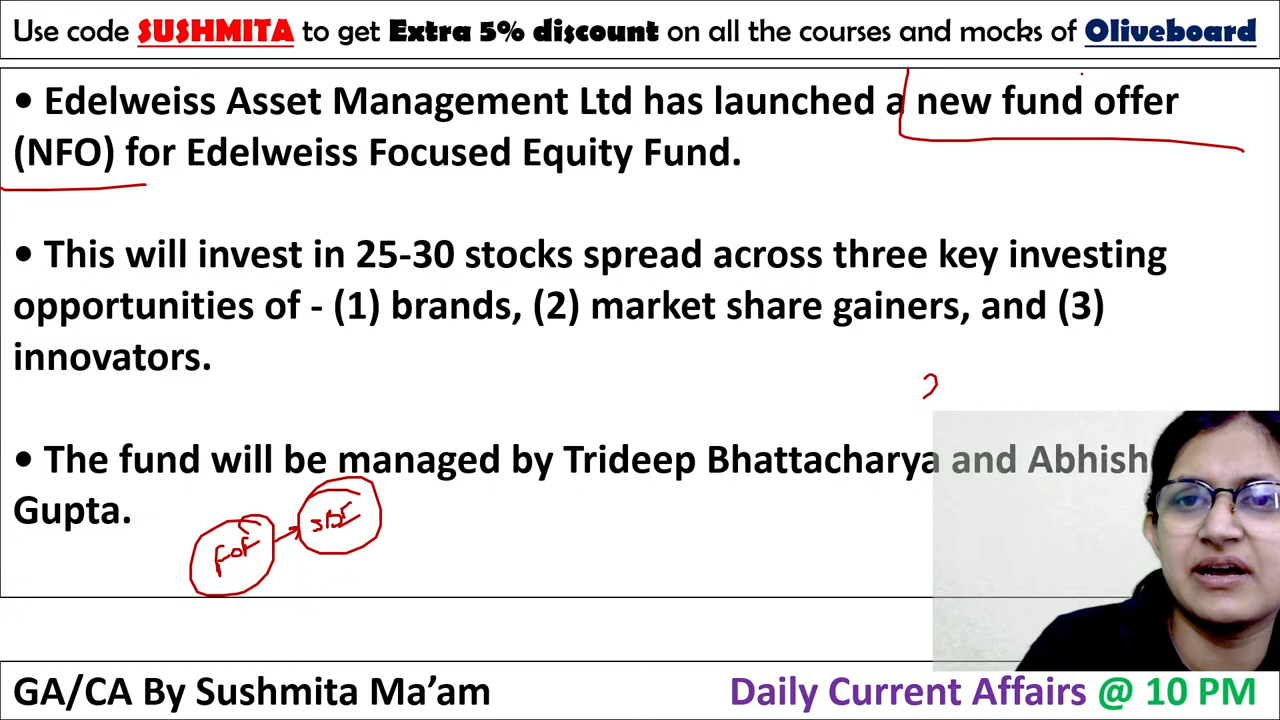 Use code SUSHMITA to get Extra 5% discount on all the courses and mocks of Oliveboard
• Edelweiss Asset Management Ltd has launched a new fund offer
(NFO) for Edelweiss Focused Equity Fund.
• This will invest in 25-30 stocks spread across three key investing
opportunities of - (1) brands, (2) market share gainers, and (3)
innovators.
• The fund will be managed by Trideep Bhattacharya and Abhish
Gupta.
FOF
GA/CA By Sushmita Ma’am
Daily Current Affairs @ 10 PM